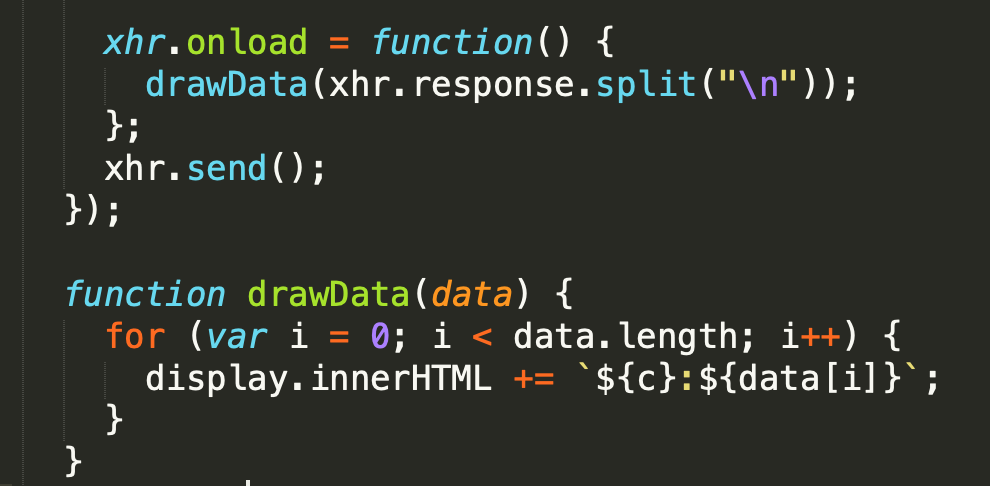 xhr.onload = function() {
drawData(xhr.response.split("\n"));
};
xhr.send();
});
function drawData(data) {
for (var i = 0; i < data.length; i++) {
display.innerHTML += `${c}:${data[i]}`;
}
}